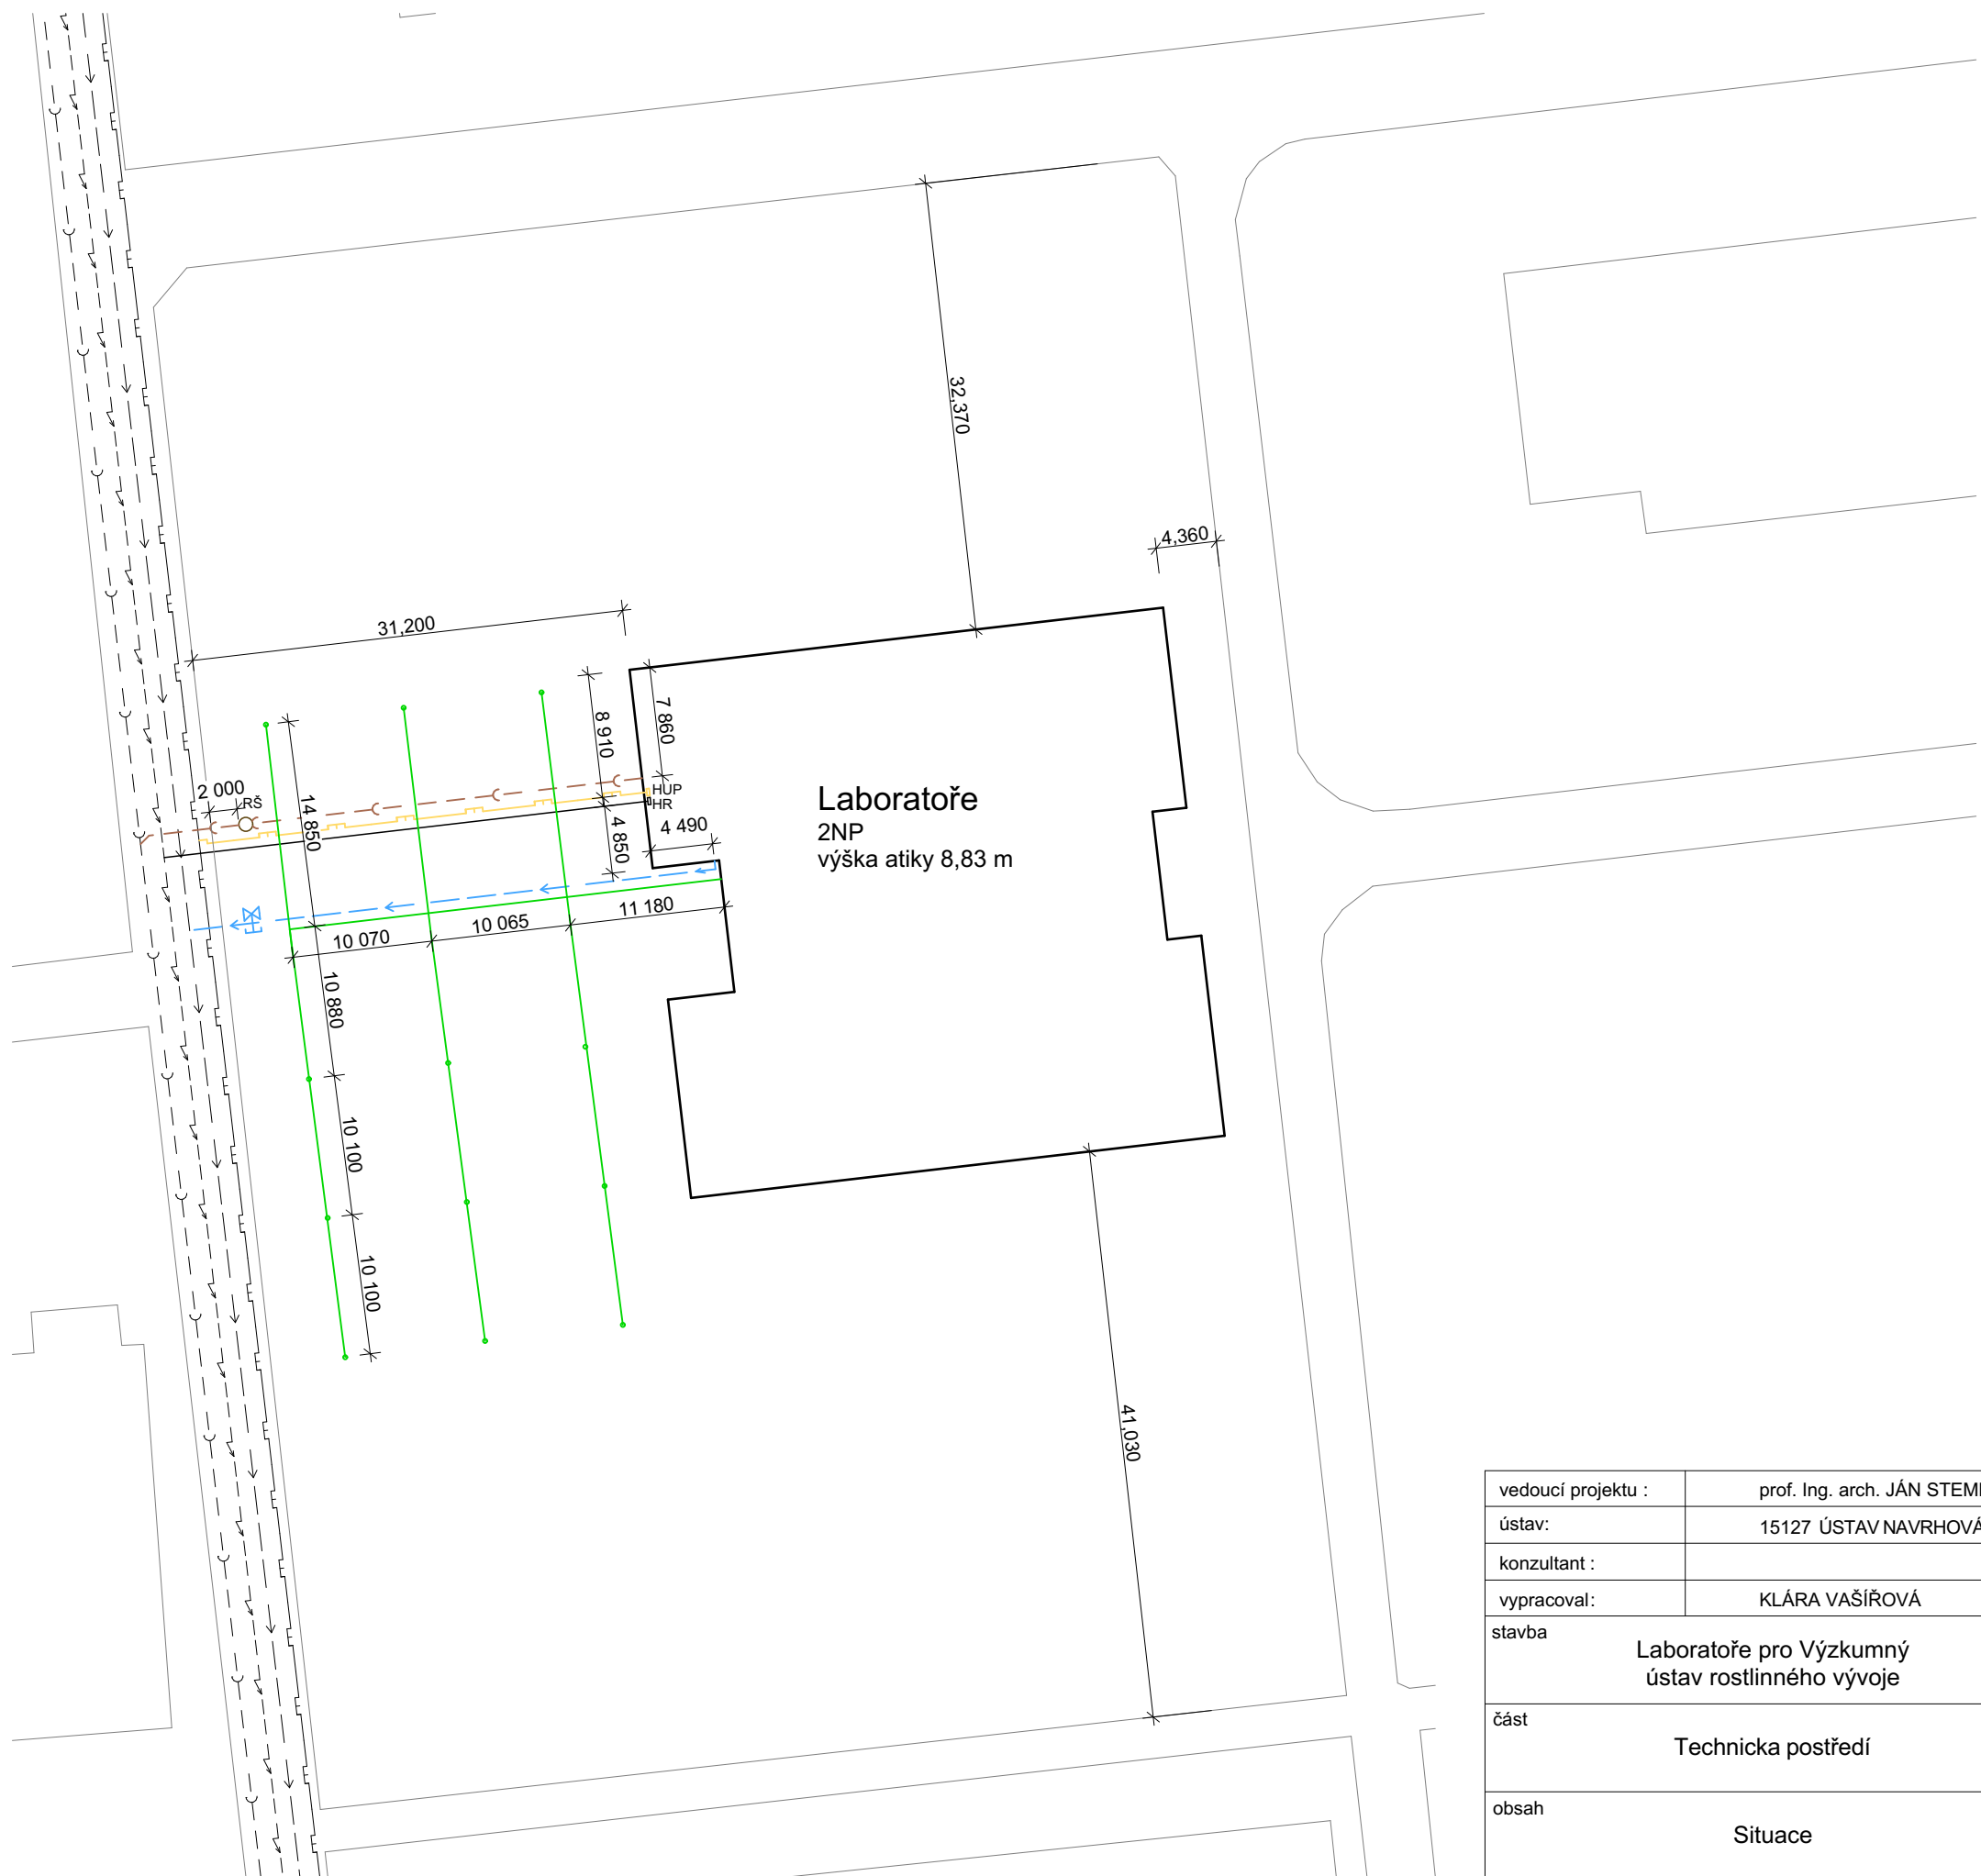 32,370
4,360
31,200
8 910
7 860
2 000
RŠ
14 850
HUP
HR
4 850
4 490
Laboratoře
2NP
výška atiky 8,83 m
10 070
10 065
11 180
10 880
10 100
10 100
41,030
vedoucí projektu : prof. Ing. arch. JÁN
ústav: 15127 ÚSTAV
konzultant :
vypracoval: KLÁRA VAŠÍŘOVÁ
stavba
Laboratoře pro Výzkumný
ústav rostlinného vývoje
část
Technicka postředí
obsah
Situace